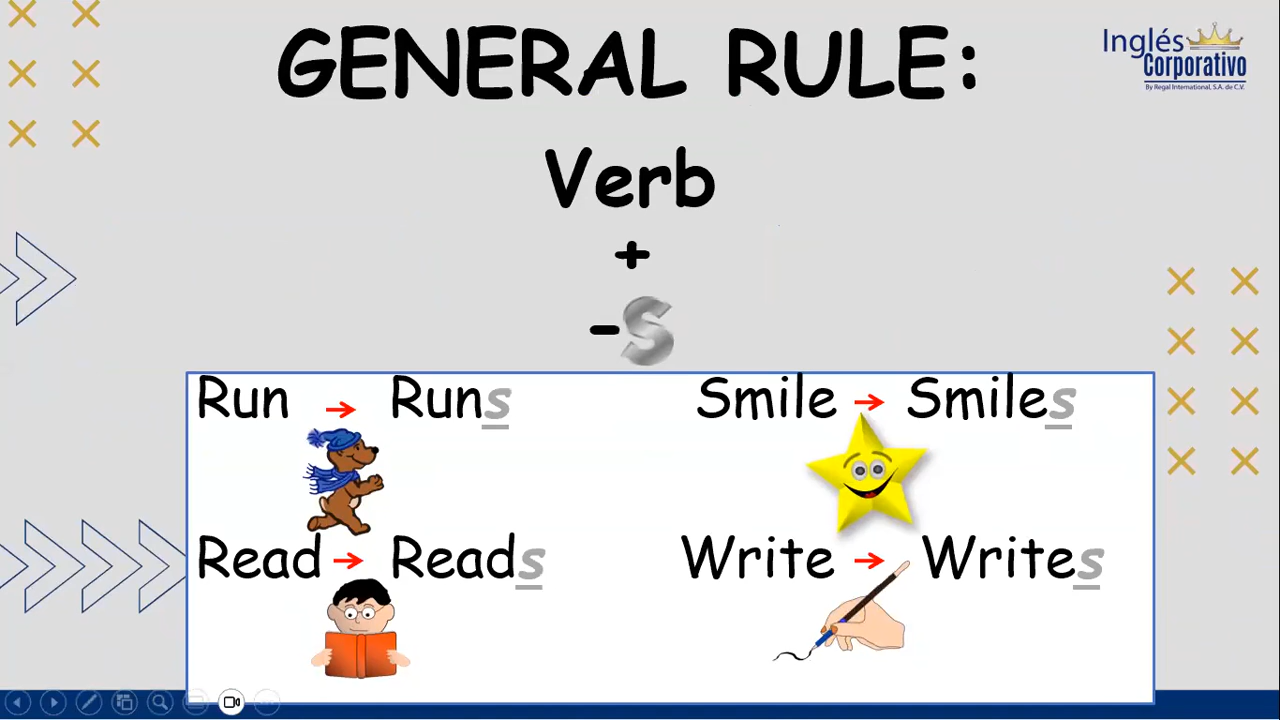 GENERAL RULE:
Inglés
Corporativo
By Regal International, S.A. de C.V.
Verb
+
-s
Run → Runs
Smile → Smiles
Read → Reads
Write → Writes